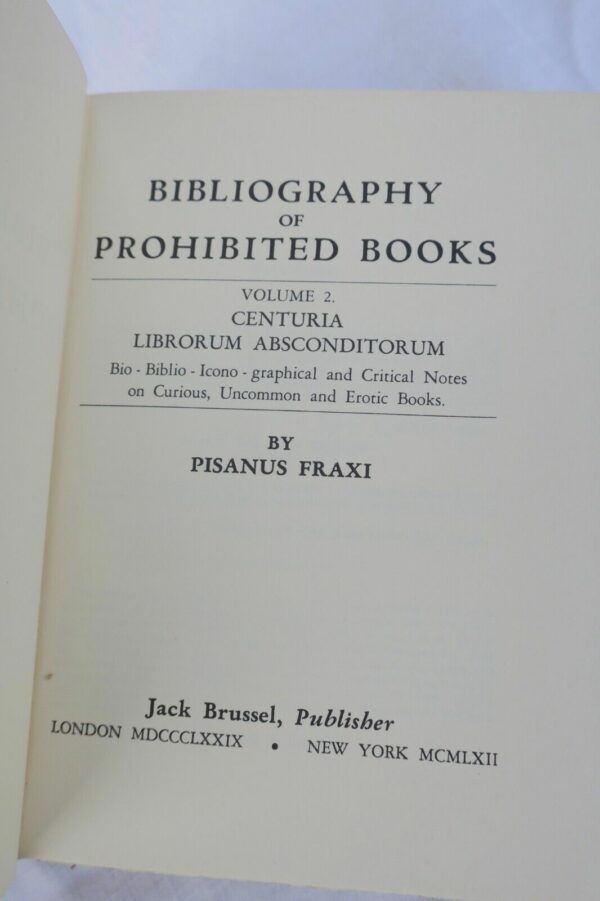 BIBLIOGRAPHY
OF
PROHIBITED BOOKS
VOLUME 2.
CENTURIA
LIBRORUM ABSCONDITORUM
Bio - Biblio - Icono - graphical and Critical Notes
on Curious, Uncommon and Erotic Books.
BY
PISANUS FRAXI
Jack Brussel, Publisher
LONDON MDCCCLXXIX • NEW YORK MCMLXII